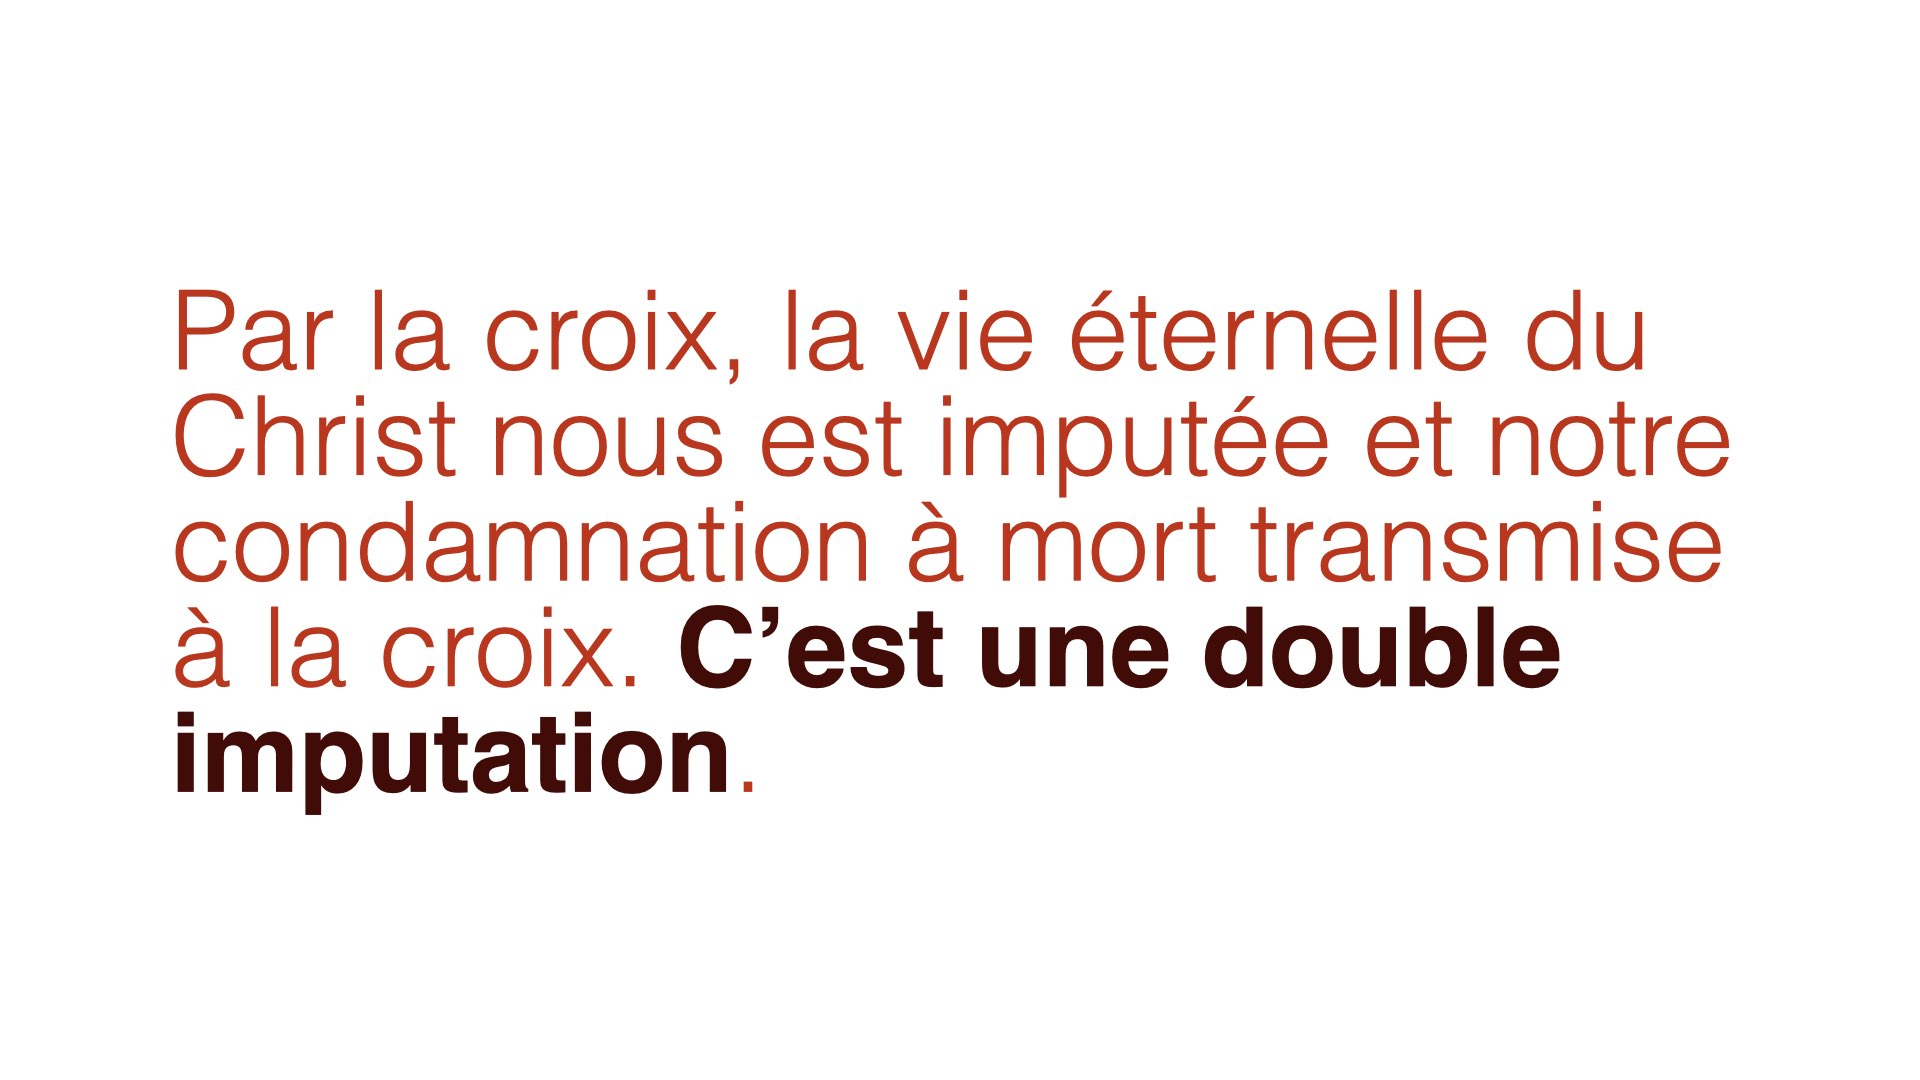 Par la croix, la vie éternelle du
Christ nous est imputée et notre
condamnation à mort transmise
à la croix. C’est une double
imputation.